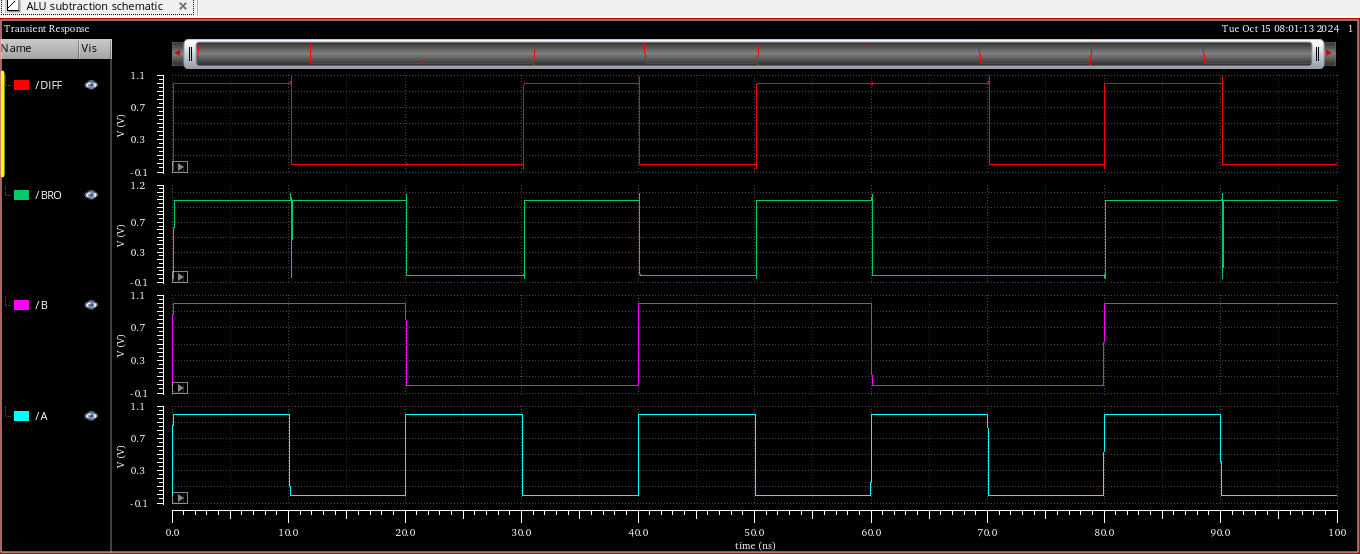 ALU subtraction schematic ×
Transient Response
Tue Oct 15 08:01:13 2024 1
Name Vis
/DIFF
1.1
0.7
0.3
-0.1
V (V)
/BRO
1.2
0.7
0.3
-0.1
V (V)
/B
1.1
0.7
0.3
-0.1
V (V)
/A
1.1
0.7
0.3
-0.1
V (V)
0.0 10.0 20.0 30.0 40.0 50.0 60.0 70.0 80.0 90.0 100
time (ns)